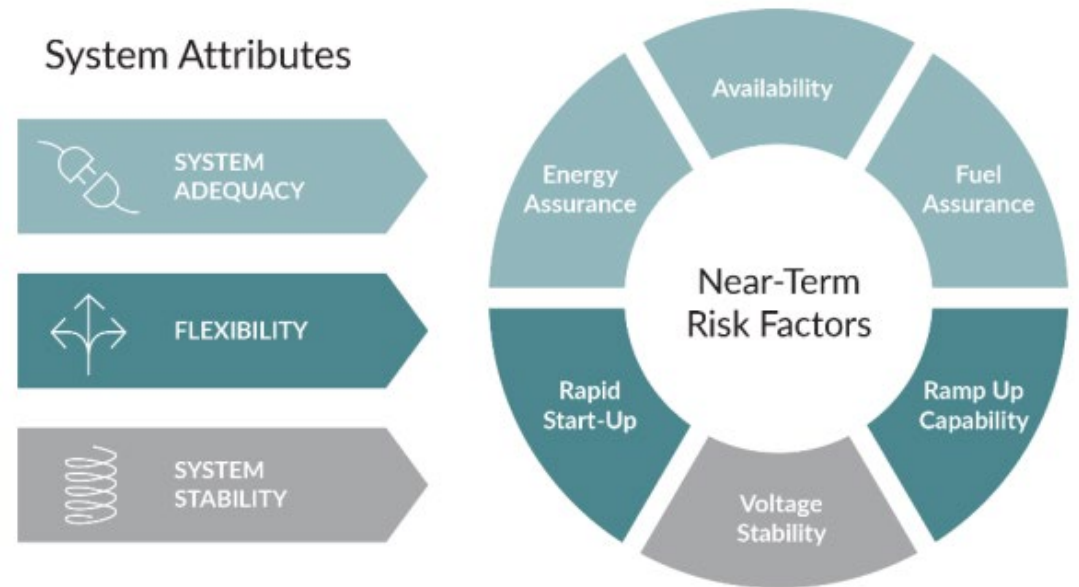 System Attributes
SYSTEM
ADEQUACY
FLEXIBILITY
SYSTEM
STABILITY
Availability
Energy
Assurance
Fuel
Assurance
Near-Term
Risk Factors
Rapid
Start-Up
Ramp Up
Capability
Voltage
Stability